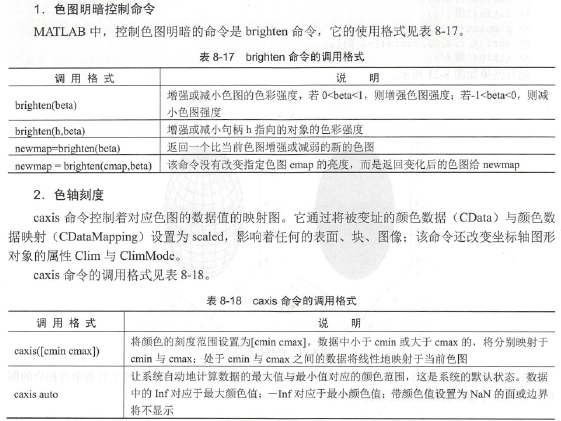 1. 色图明暗控制命令
MATLAB 中，控制色图明暗的命令是 brighten 命令，它的使用格式见表 8-17。
表 8-17 brighten 命令的调用格式
调 用 格 式 说 明
brighten(beta) 增强或减小色图的色彩强度，若 0<beta<1，则增强色图强度；若-1<beta<0，则减
小色图强度
brighten(h,beta) 增强或减小句柄 h 指向的对象的色彩强度
newmap=brighten(beta) 返回一个比当前色图增强或减弱的新的色图
newmap = brighten(cmap,beta) 该命令没有改变指定色图 cmap 的亮度，而是返回变化后的色图给 newmap
2. 色轴刻度
caxis 命令控制着对应色图的数据值的映射图。它通过将被变址的颜色数据（CData）与颜色数
据映射（CDataMapping）设置为 scaled，影响着任何的表面、块、图像；该命令还改变坐标轴图形
对象的属性 Clim 与 ClimMode。
caxis 命令的调用格式见表 8-18。
表 8-18 caxis 命令的调用格式
调 用 格 式 说 明
caxis([cmin cmax]) 将颜色的刻度范围设置为[cmin cmax]。数据中小于 cmin 或大于 cmax 的，将分别映射于
cmin 与 cmax；处于 cmin 与 cmax 之间的数据将线性地映射于当前色图
caxis auto 让系统自动地计算数据的最大值与最小值对应的颜色范围，这是系统的默认状态。数据
中的 Inf 对应于最大颜色值；－Inf 对应于最小颜色值；带颜色值设置为 NaN 的面或边界
将不显示